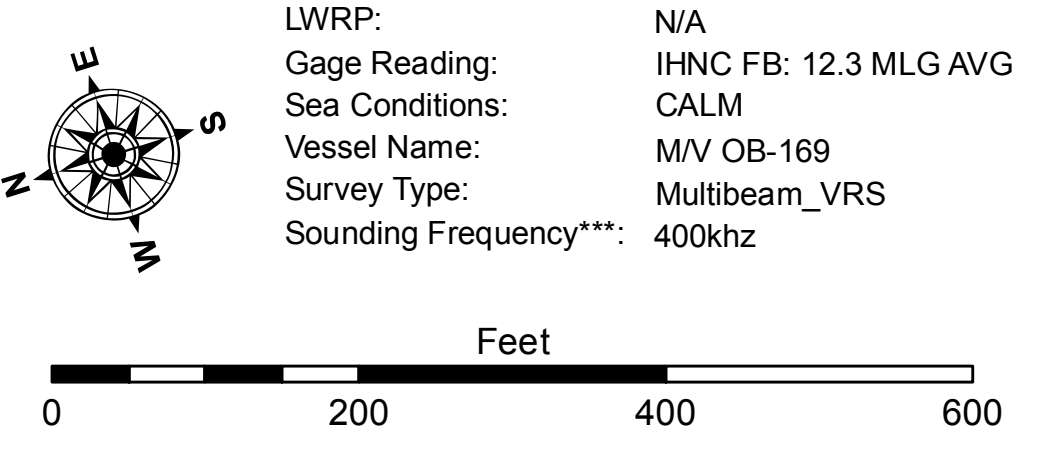 LWRP: N/A
Gage Reading: IHNC FB: 12.3 MLG AVG
Sea Conditions: CALM
Vessel Name: M/V OB-169
Survey Type: Multibeam_VRS
Sounding Frequency***: 400khz
E
S
N
W
Feet
0 200 400 600